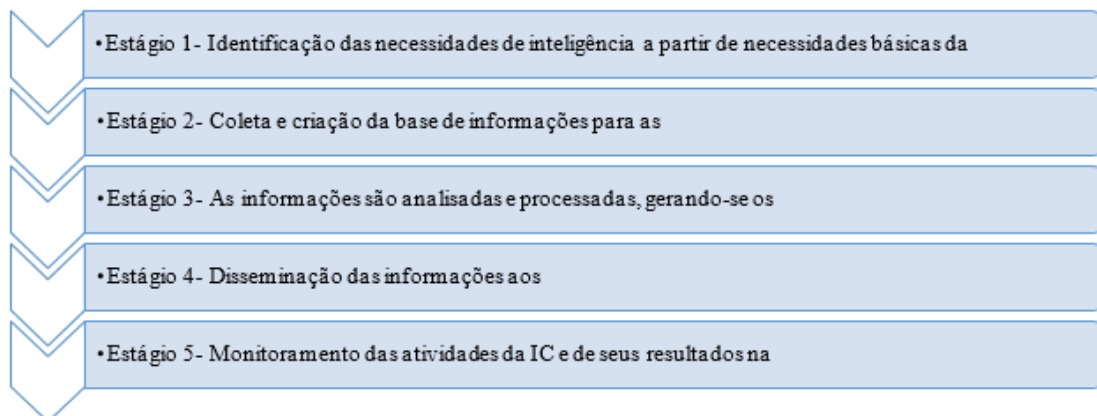 •Estágio 1- Identificação das necessidades de inteligência a partir de necessidades básicas da
•Estágio 2- Coleta e criação da base de informações para as
•Estágio 3- As informações são analisadas e processadas, gerando-se os
•Estágio 4- Disseminação das informações aos
•Estágio 5- Monitoramento das atividades da IC e de seus resultados na